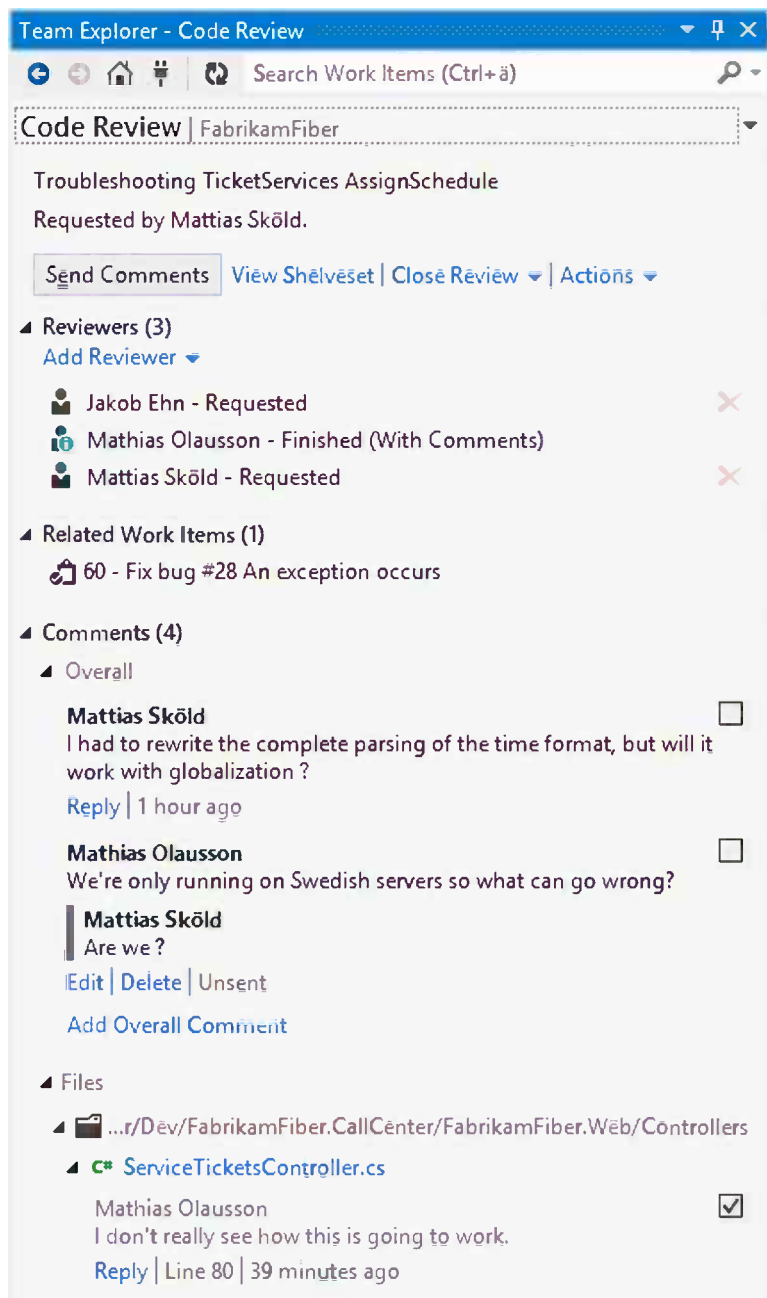 Team Explorer - Code Review
Search Work Items (Ctrl+ä)
Code Review | FabrikamFiber
Troubleshooting TicketServices AssignSchedule
Requested by Mattias Sköld.
Send Comments View Shelveset | Close Review | Actions
Reviewers (3)
Add Reviewer
Jakob Ehn - Requested
Mathias Olausson - Finished (With Comments)
Mattias Sköld - Requested
Related Work Items (1)
60 - Fix bug #28 An exception occurs
Comments (4)
Overall
Mattias Sköld
I had to rewrite the complete parsing of the time format, but will it
work with globalization ?
Reply | 1 hour ago
Mathias Olausson
We're only running on Swedish servers so what can go wrong?
Mattias Sköld
Are we ?
Edit | Delete | Unsent
Add Overall Comment
Files
...r/Dev/FabrikamFiber.CallCenter/FabrikamFiber.Web/Controllers
C# ServiceTicketsController.cs
Mathias Olausson
I don't really see how this is going to work.
Reply | Line 80 | 39 minutes ago